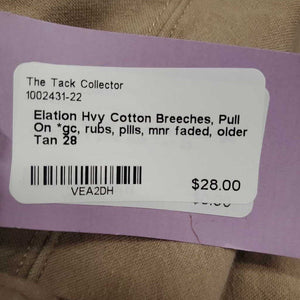 The Tack Collector
1002431-22
Elation Hvy Cotton Breeches, Pull
On *gc, rubs, pills, mnr faded, older
Tan 28
VEA2DH
$28.00